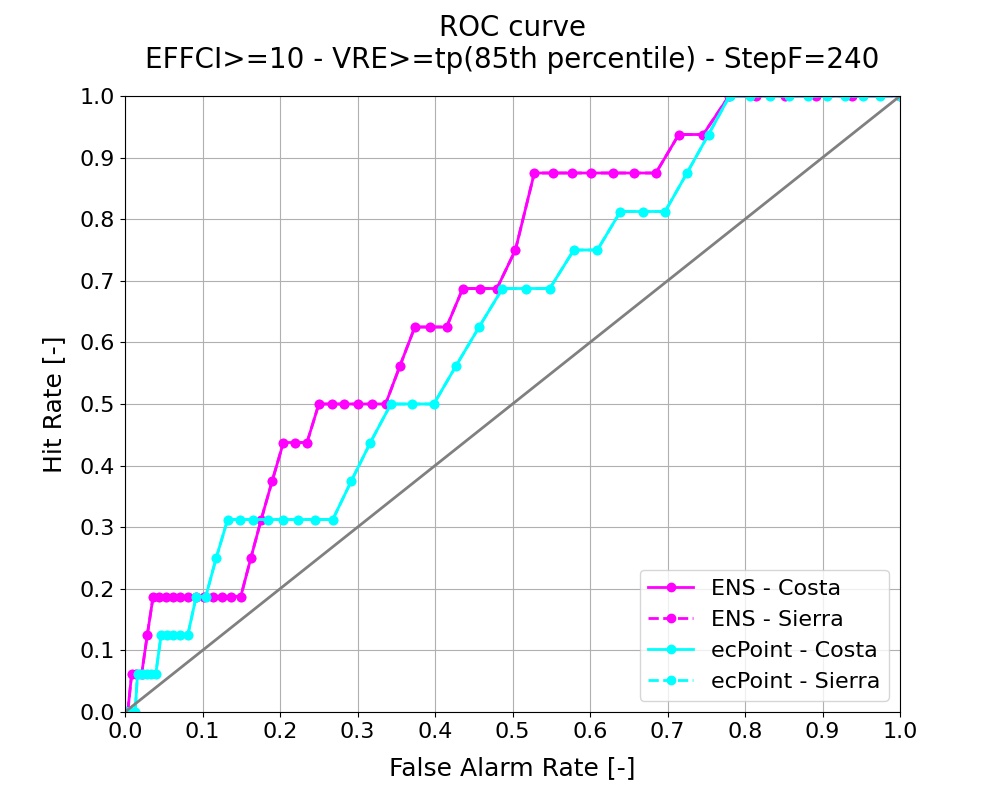 ROC curve
EFFCI>=10 - VRE>=tp(85th percentile) - StepF=240
1.0
0.9
0.8
0.7
0.6
0.5
0.4
0.3
0.2
0.1
0.0
Hit Rate [-]
ENS - Costa
ENS - Sierra
ecPoint - Costa
ecPoint - Sierra
0.0 0.1 0.2 0.3 0.4 0.5 0.6 0.7 0.8 0.9 1.0
False Alarm Rate [-]